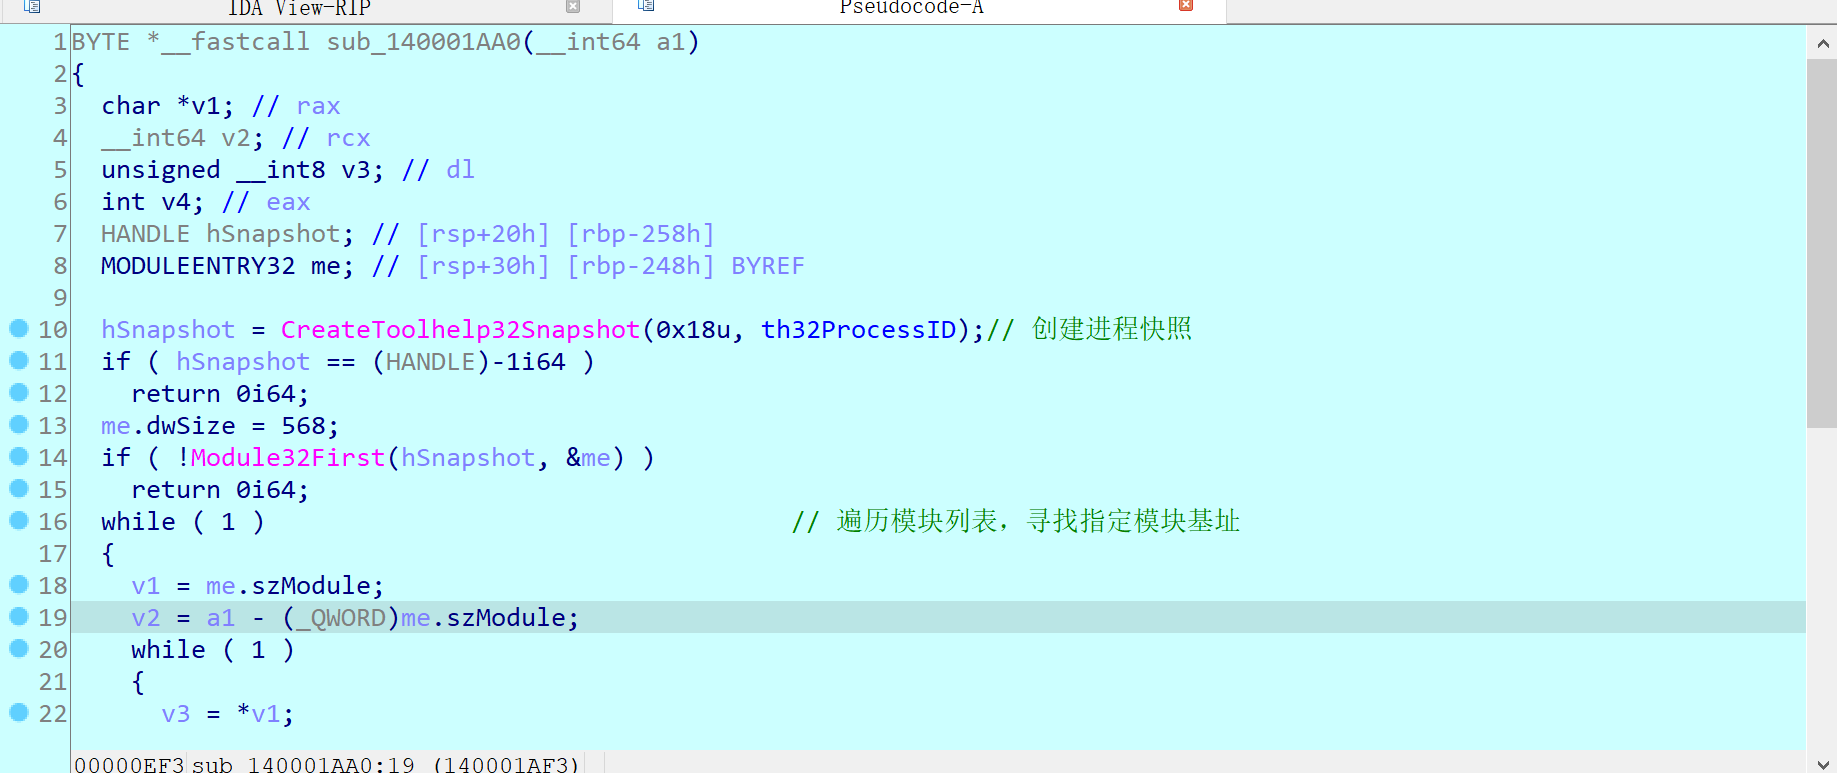 IDA View-RIP
Pseudocode-A
1 BYTE *__fastcall sub_140001AA0(__int64 a1)
2 {
3   char *v1; // rax
4   __int64 v2; // rcx
5   unsigned __int8 v3; // dl
6   int v4; // eax
7   HANDLE hSnapshot; // [rsp+20h] [rbp-258h]
8   MODULEENTRY32 me; // [rsp+30h] [rbp-248h] BYREF
9
10   hSnapshot = CreateToolhelp32Snapshot(0x18u, th32ProcessID);// 创建进程快照
11   if ( hSnapshot == (HANDLE)-1i64 )
12     return 0i64;
13   me.dwSize = 568;
14   if ( !Module32First(hSnapshot, &me) )
15     return 0i64;
16   while ( 1 )                                   // 遍历模块列表，寻找指定模块基址
17   {
18     v1 = me.szModule;
19     v2 = a1 - (_QWORD)me.szModule;
20     while ( 1 )
21     {
22       v3 = *v1;
00000EF3 sub_140001AA0:19 (140001AF3)